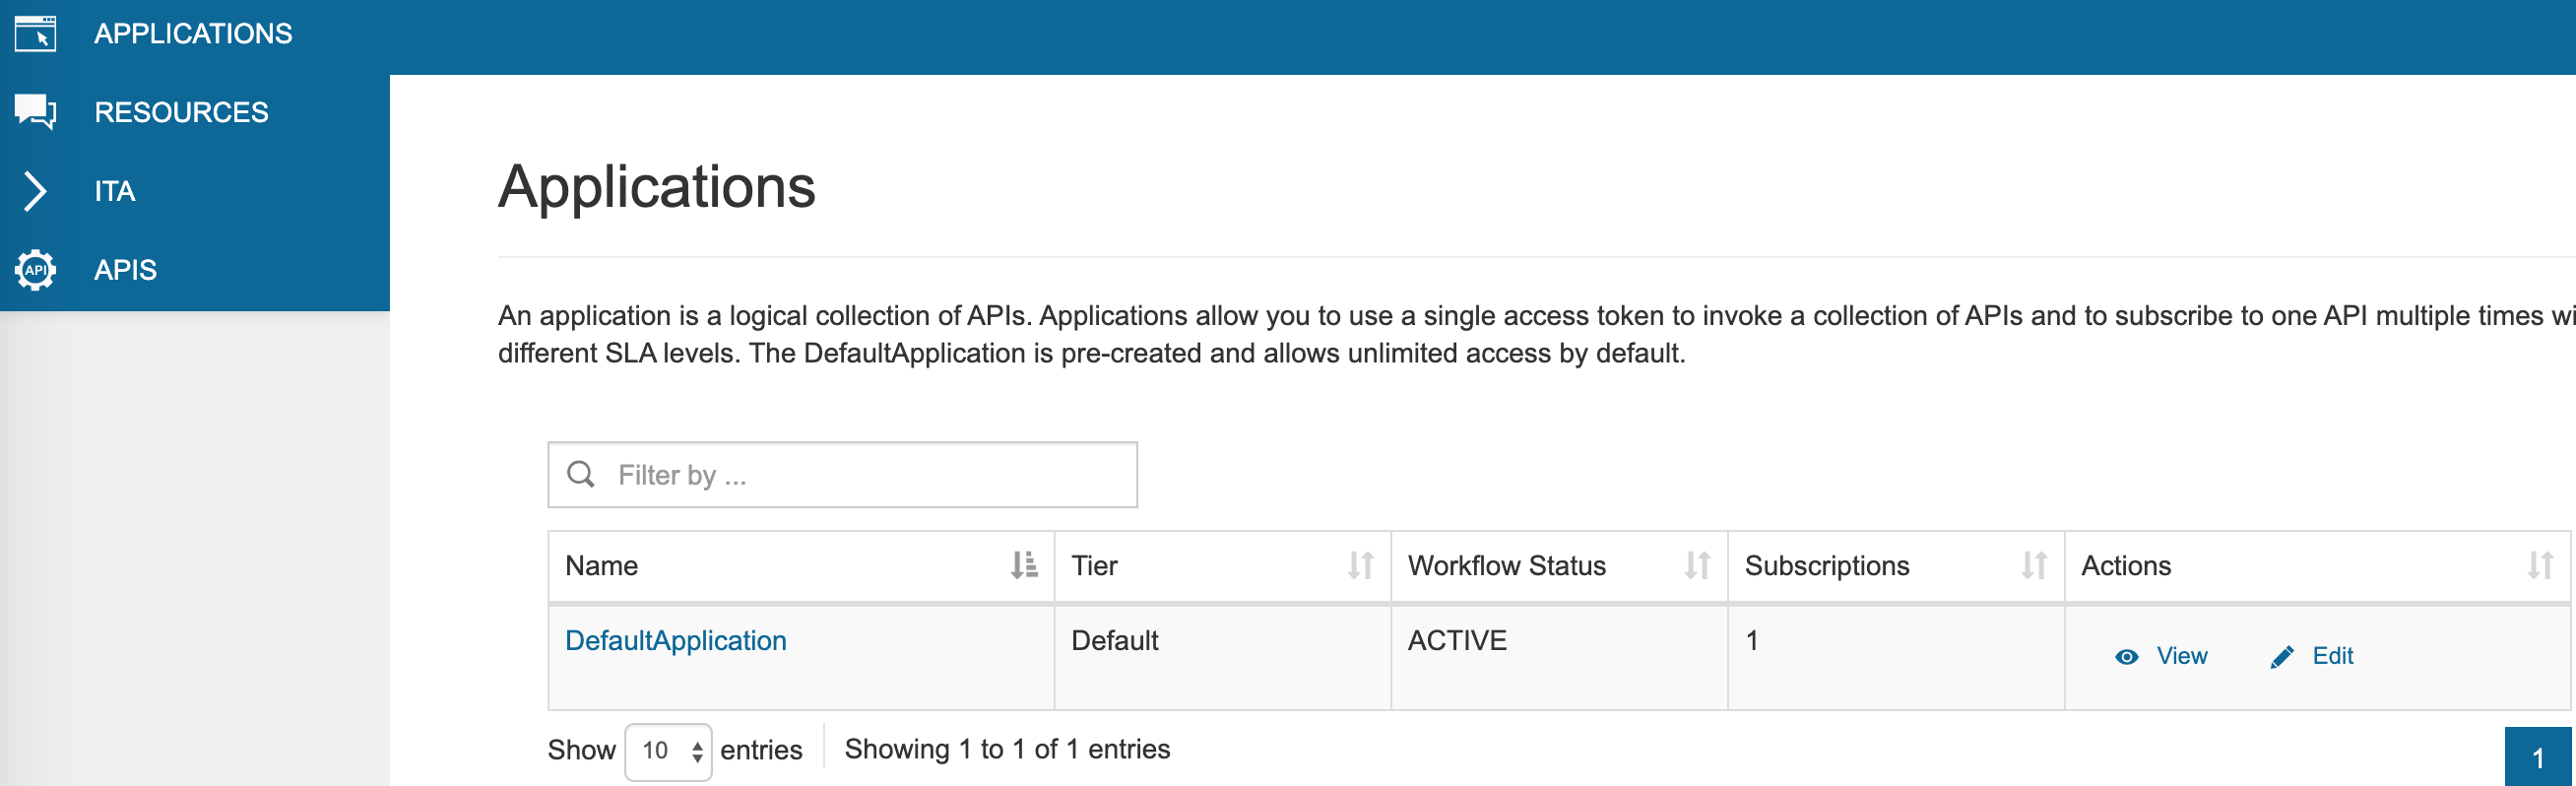 APPLICATIONS
RESOURCES
ITA
API
APIS
Applications
An application is a logical collection of APIs. Applications allow you to use a single access token to invoke a collection of APIs and to subscribe to one API multiple times wi
different SLA levels. The DefaultApplication is pre-created and allows unlimited access by default.
Filter by ...
Name Tier Workflow Status Subscriptions Actions
DefaultApplication Default ACTIVE 1 View Edit
Show 10 entries Showing 1 to 1 of 1 entries 1